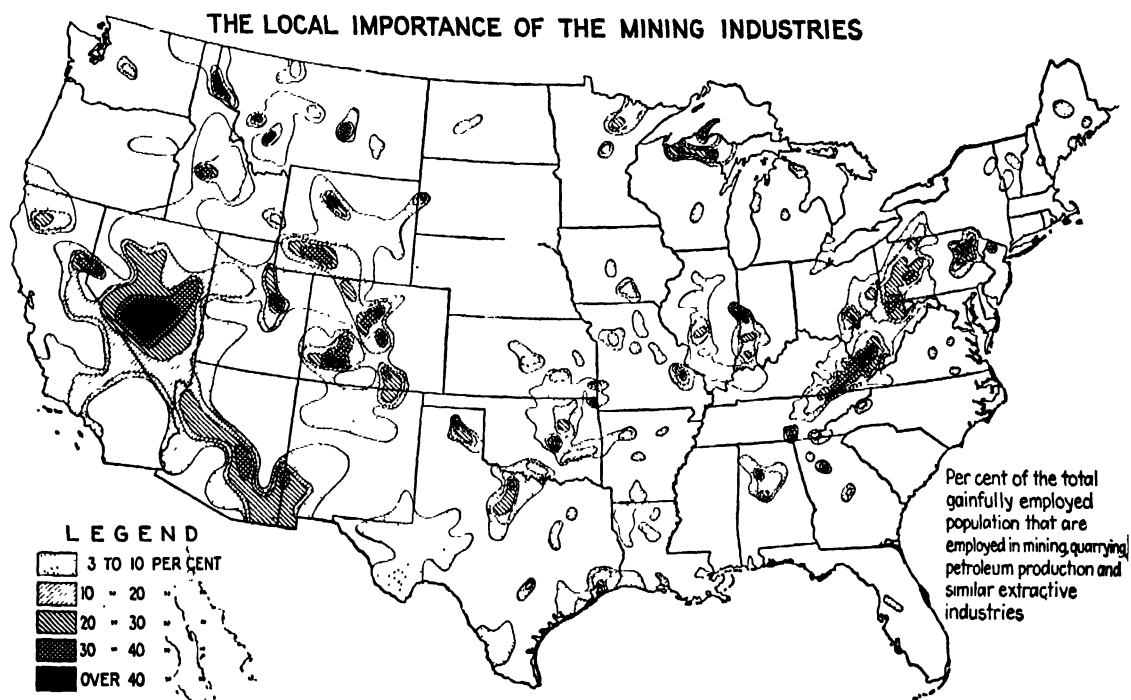 THE LOCAL IMPORTANCE OF THE MINING INDUSTRIES
Per cent of the total
gainfully employed
population that are
employed in mining, quarrying,
petroleum production and
similar extractive
industries
LEGEND
3 TO 10 PER CENT
10 " 20 "
20 " 30 " "
30 " 40 " "
OVER 40 " "